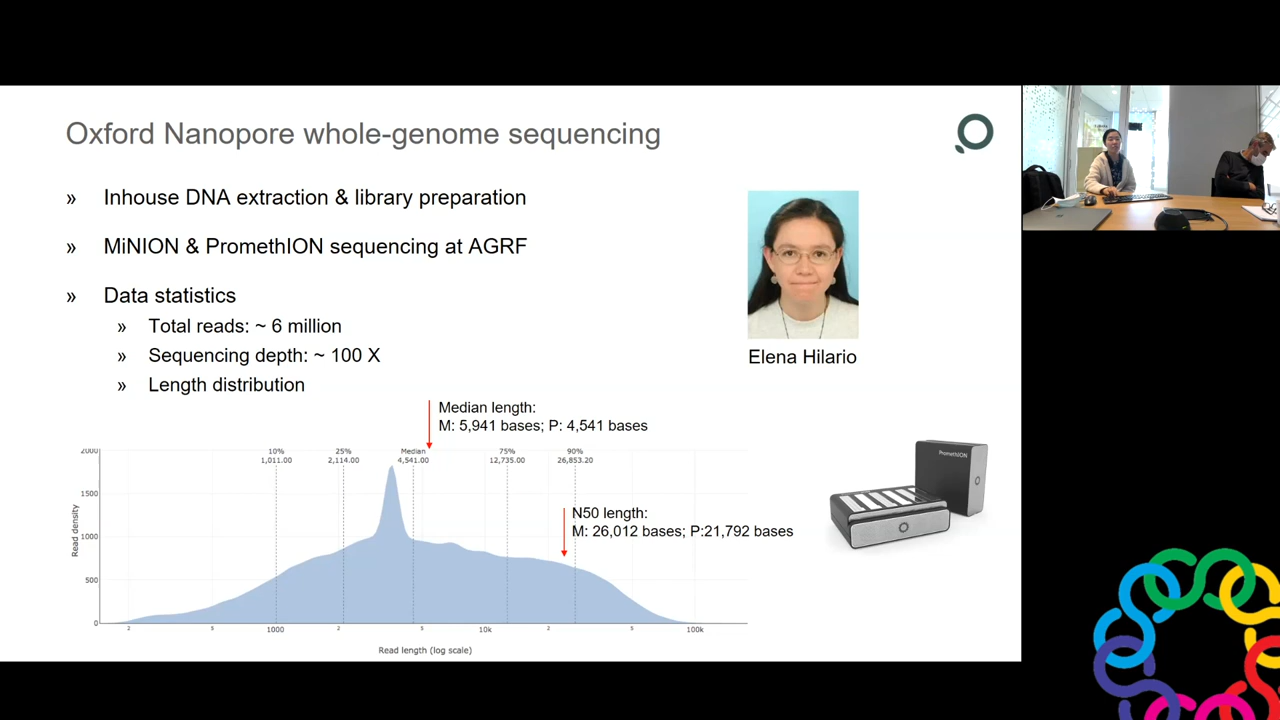 Oxford Nanopore whole-genome sequencing
» Inhouse DNA extraction & library preparation
» MiNION & PromethION sequencing at AGRF
» Data statistics
» Total reads: ~ 6 million
» Sequencing depth: ~ 100 X
» Length distribution
Elena Hilario
Median length:
M: 5,941 bases; P: 4,541 bases
10% 25% Median 75% 90%
1,011.00 2,114.00 4,541.00 12,735.00 26,853.20
N50 length:
M: 26,012 bases; P:21,792 bases
Read density
2000
1500
1000
500
0
2 5 1000 2 5 10k 2 5 100k
Read length (log scale)
PromethION